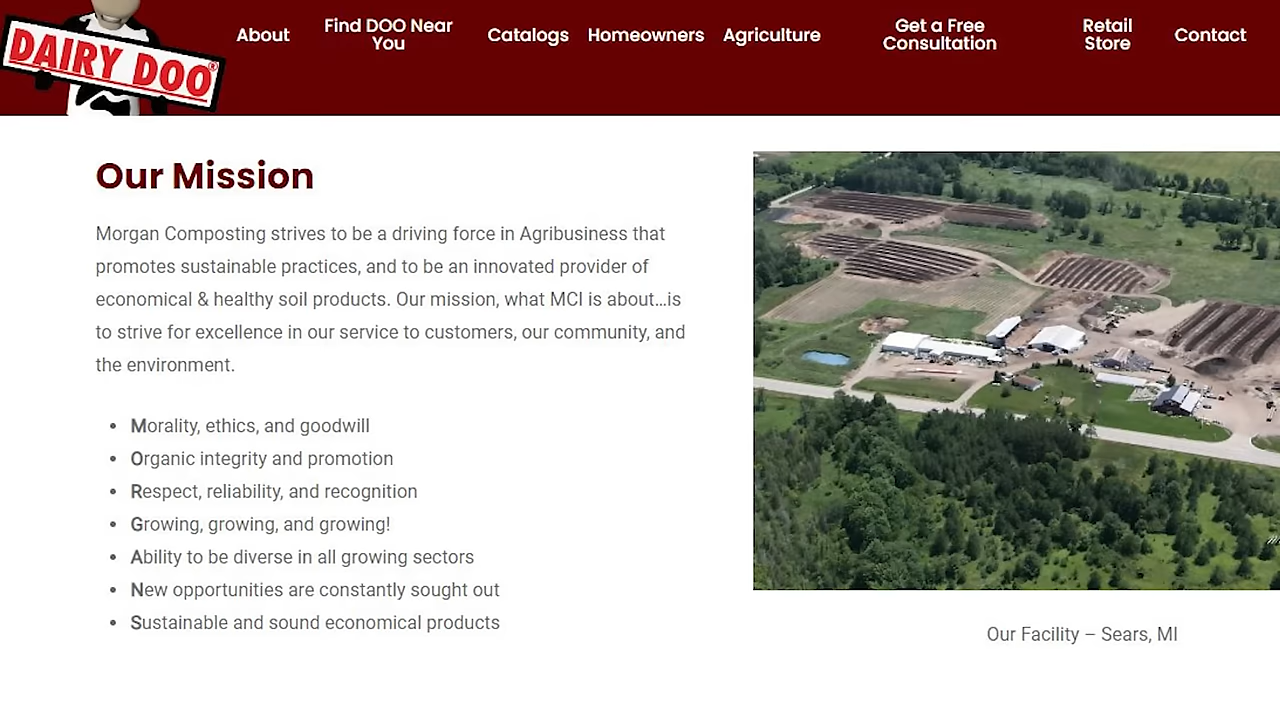 DAIRY DOO®
About
Find DOO Near
You
Catalogs
Homeowners
Agriculture
Get a Free
Consultation
Retail
Store
Contact
Our Mission
Morgan Composting strives to be a driving force in Agribusiness that
promotes sustainable practices, and to be an innovated provider of
economical & healthy soil products. Our mission, what MCI is about…is
to strive for excellence in our service to customers, our community, and
the environment.
• Morality, ethics, and goodwill
• Organic integrity and promotion
• Respect, reliability, and recognition
• Growing, growing, and growing!
• Ability to be diverse in all growing sectors
• New opportunities are constantly sought out
• Sustainable and sound economical products
Our Facility – Sears, MI